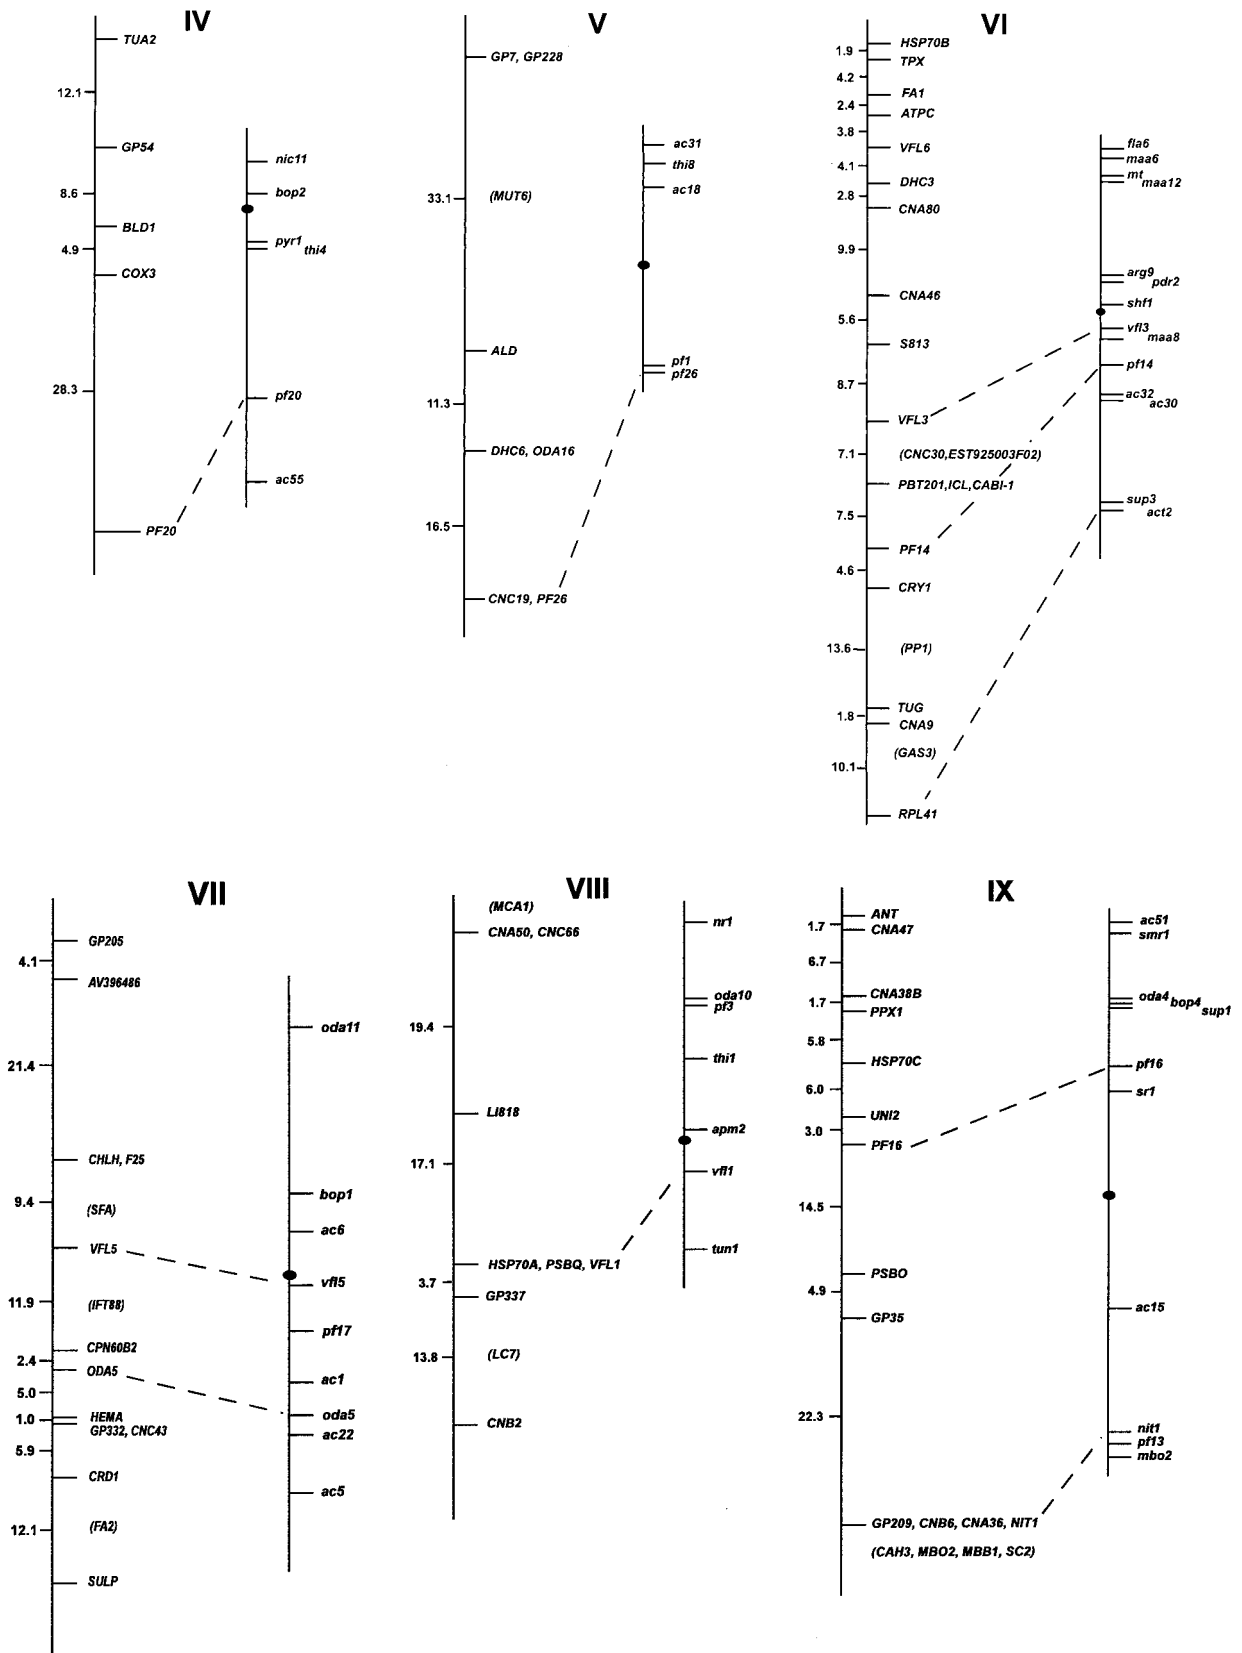 IV
TUA2
12.1
GP54
8.6
BLD1
4.9
COX3
28.3
PF20
nic11
bop2
pyr1
thi4
pf20
ac55
V
GP7, GP228
33.1
(MUT6)
ALD
11.3
DHC6, ODA16
16.5
CNC19, PF26
ac31
thi8
ac18
pf1
pf26
VI
HSP70B
1.9
TPX
4.2
FA1
2.4
ATPC
3.8
VFL6
4.1
DHC3
2.8
CNA80
9.9
CNA46
5.6
S813
8.7
VFL3
7.1
(CNC30,EST925003F02)
PBT201,ICL,CABI-1
7.5
PF14
4.6
CRY1
13.6
(PP1)
TUG
1.8
CNA9
(GAS3)
10.1
RPL41
fla6
maa6
mt
maa12
arg9
pdr2
shf1
vfl3
maa8
pf14
ac32
ac30
sup3
act2
VII
GP205
4.1
AV396486
21.4
CHLH, F25
9.4
(SFA)
VFL5
11.9
(IFT88)
CPN60B2
2.4
ODA5
5.0
HEMA
1.0
GP332, CNC43
5.9
CRD1
12.1
(FA2)
SULP
oda11
bop1
ac6
vfl5
pf17
ac1
oda5
ac22
ac5
VIII
(MCA1)
CNA50, CNC66
19.4
LI818
17.1
HSP70A, PSBQ, VFL1
3.7
GP337
13.8
(LC7)
CNB2
nr1
oda10
pf3
thi1
apm2
vfl1
tun1
IX
ANT
1.7
CNA47
6.7
CNA38B
1.7
PPX1
5.8
HSP70C
6.0
UNI2
3.0
PF16
14.5
PSBO
4.9
GP35
22.3
GP209, CNB6, CNA36, NIT1
(CAH3, MBO2, MBB1, SC2)
ac51
smr1
oda4
bop4
sup1
pf16
sr1
ac15
nit1
pf13
mbo2